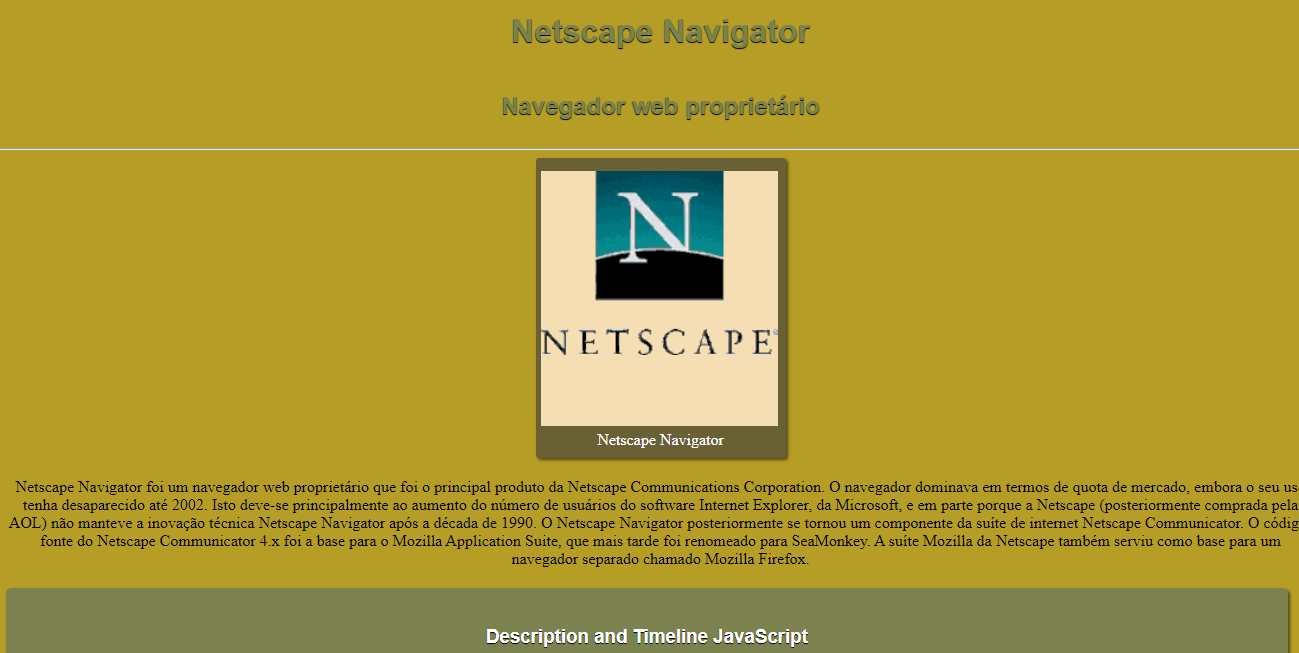 Netscape Navigator
Navegador web proprietário
N
NETSCAPE
Netscape Navigator
Netscape Navigator foi um navegador web proprietário que foi o principal produto da Netscape Communications Corporation. O navegador dominava em termos de quota de mercado, embora o seu us
tenha desaparecido até 2002. Isto deve-se principalmente ao aumento do número de usuários do software Internet Explorer, da Microsoft, e em parte porque a Netscape (posteriormente comprada pela
AOL) não manteve a inovação técnica Netscape Navigator após a década de 1990. O Netscape Navigator posteriormente se tornou um componente da suíte de internet Netscape Communicator. O códig
fonte do Netscape Communicator 4.x foi a base para o Mozilla Application Suite, que mais tarde foi renomeado para SeaMonkey. A suíte Mozilla da Netscape também serviu como base para um
navegador separado chamado Mozilla Firefox.
Description and Timeline JavaScript